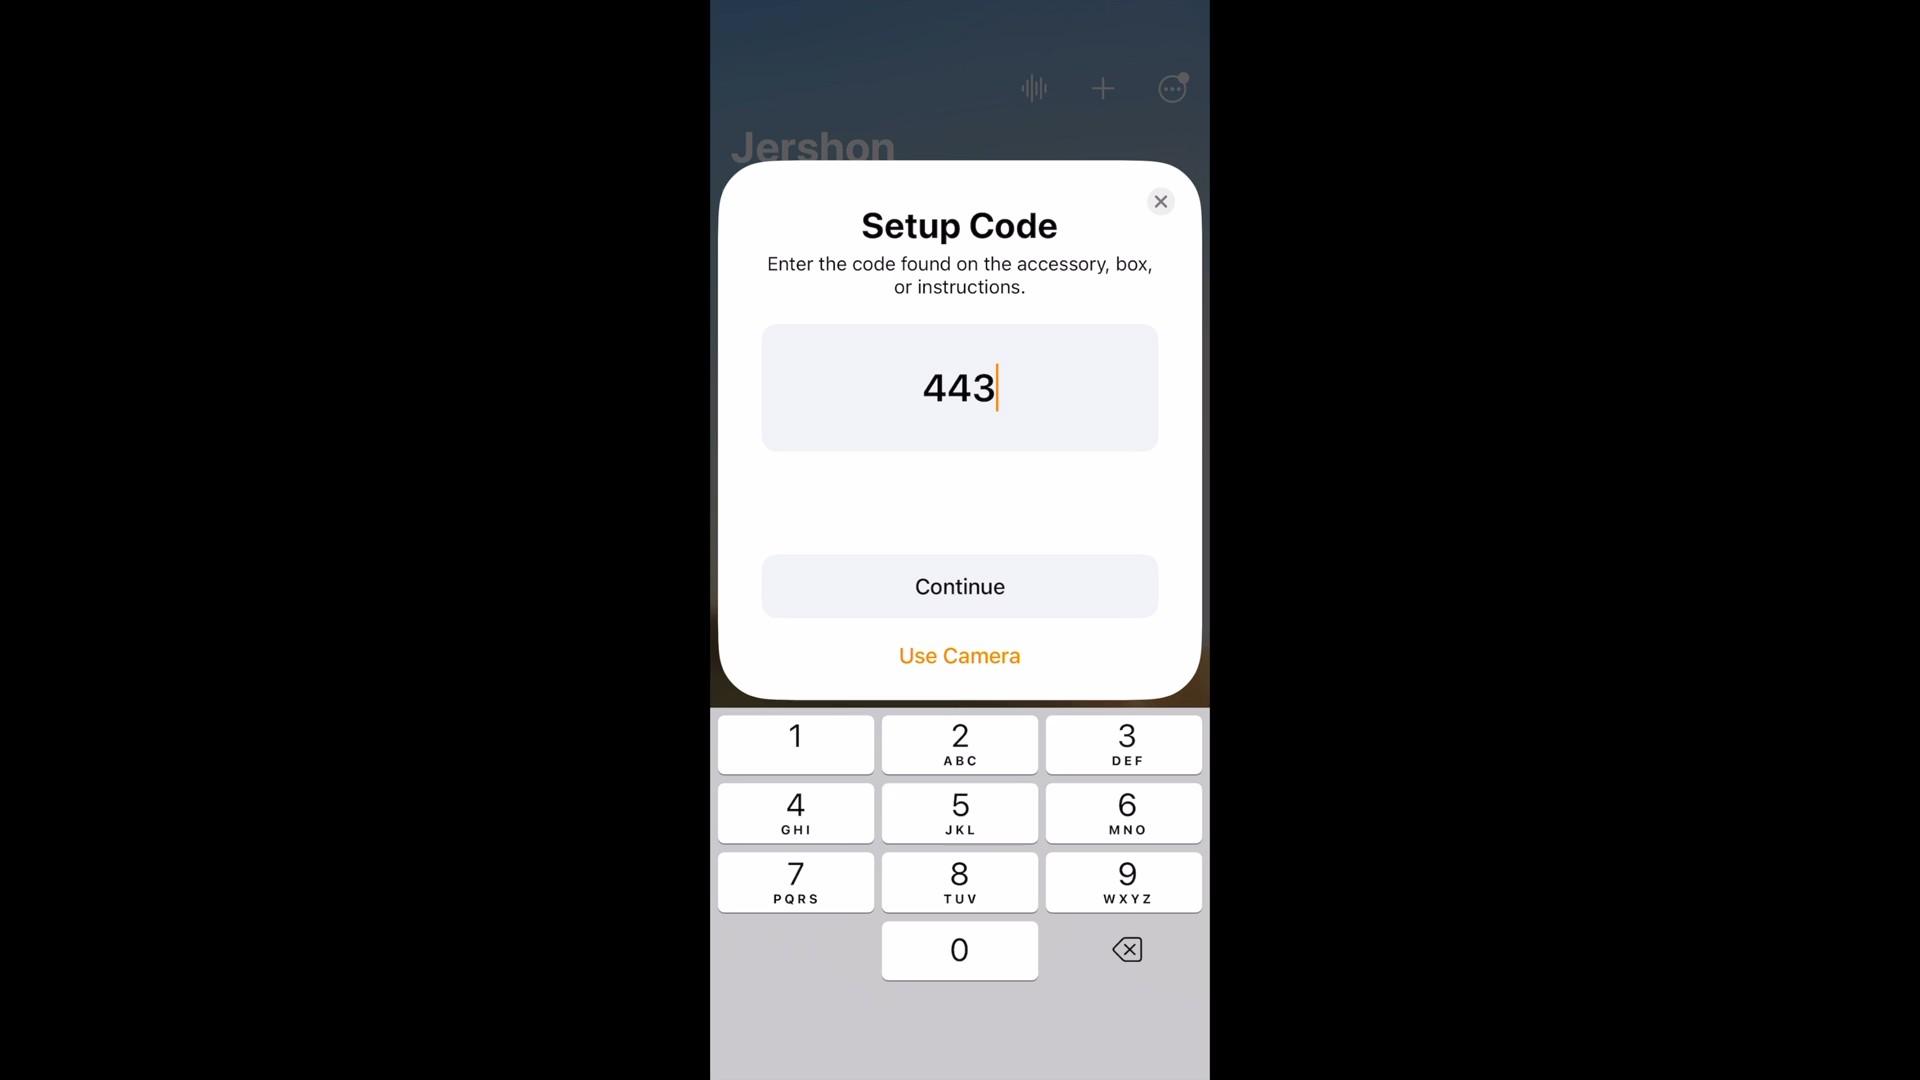 Jershon
Setup Code
Enter the code found on the accessory, box,
or instructions.
443
Continue
Use Camera
1
2
ABC
3
DEF
4
GHI
5
JKL
6
MNO
7
PQRS
8
TUV
9
WXYZ
0